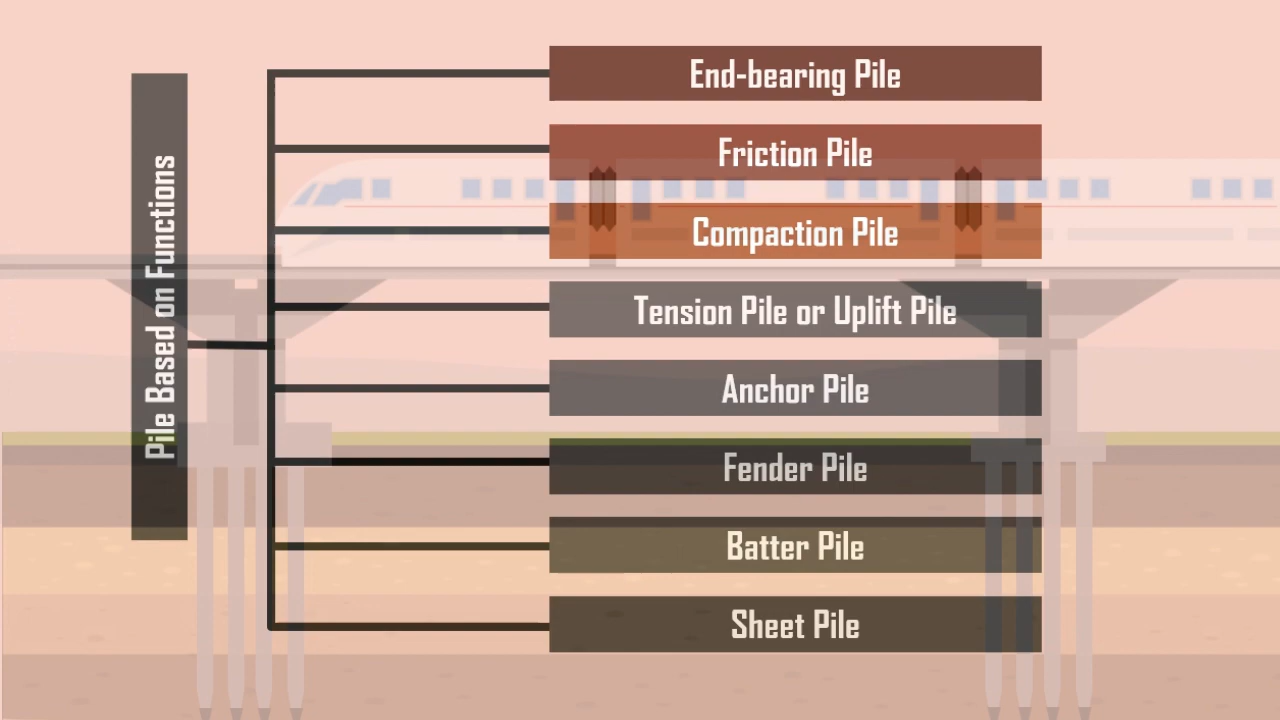 Pile Based on Functions
End-bearing Pile
Friction Pile
Compaction Pile
Tension Pile or Uplift Pile
Anchor Pile
Fender Pile
Batter Pile
Sheet Pile